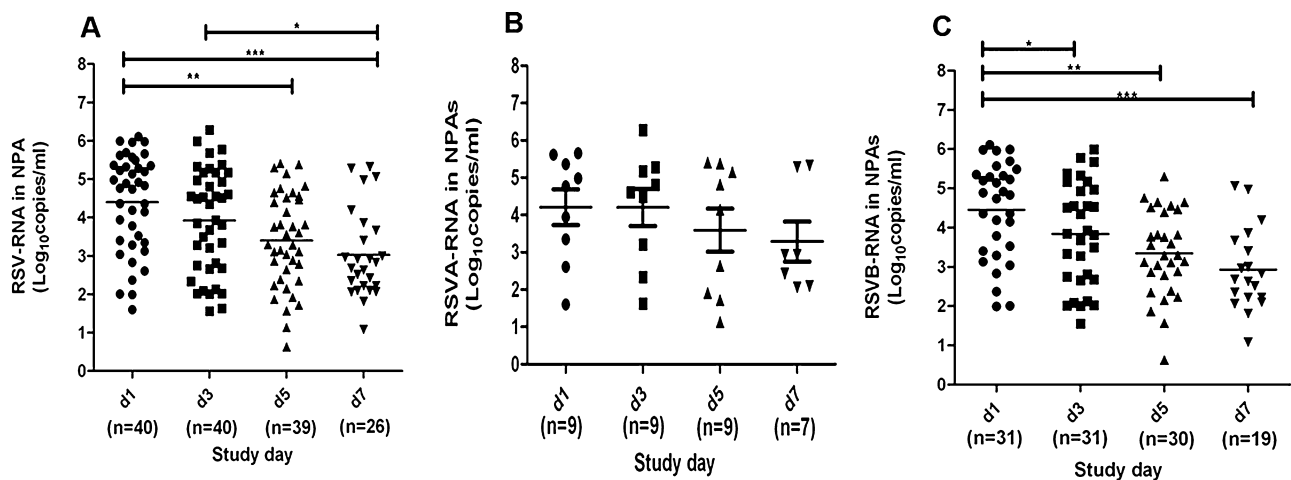 A
*
***
**
RSV-RNA in NPA
(Log10copies/ml)
8
7
6
5
4
3
2
1
0
d1
d3
d5
d7
(n=40)
(n=40)
(n=39)
(n=26)
Study day
B
RSVA-RNA in NPAs
(Log10copies/ml)
8
7
6
5
4
3
2
1
0
d1
d3
d5
d7
(n=9)
(n=9)
(n=9)
(n=7)
Study day
C
*
**
***
RSVB-RNA in NPAs
(Log10copies/ml)
8
7
6
5
4
3
2
1
0
d1
d3
d5
d7
(n=31)
(n=31)
(n=30)
(n=19)
Study day